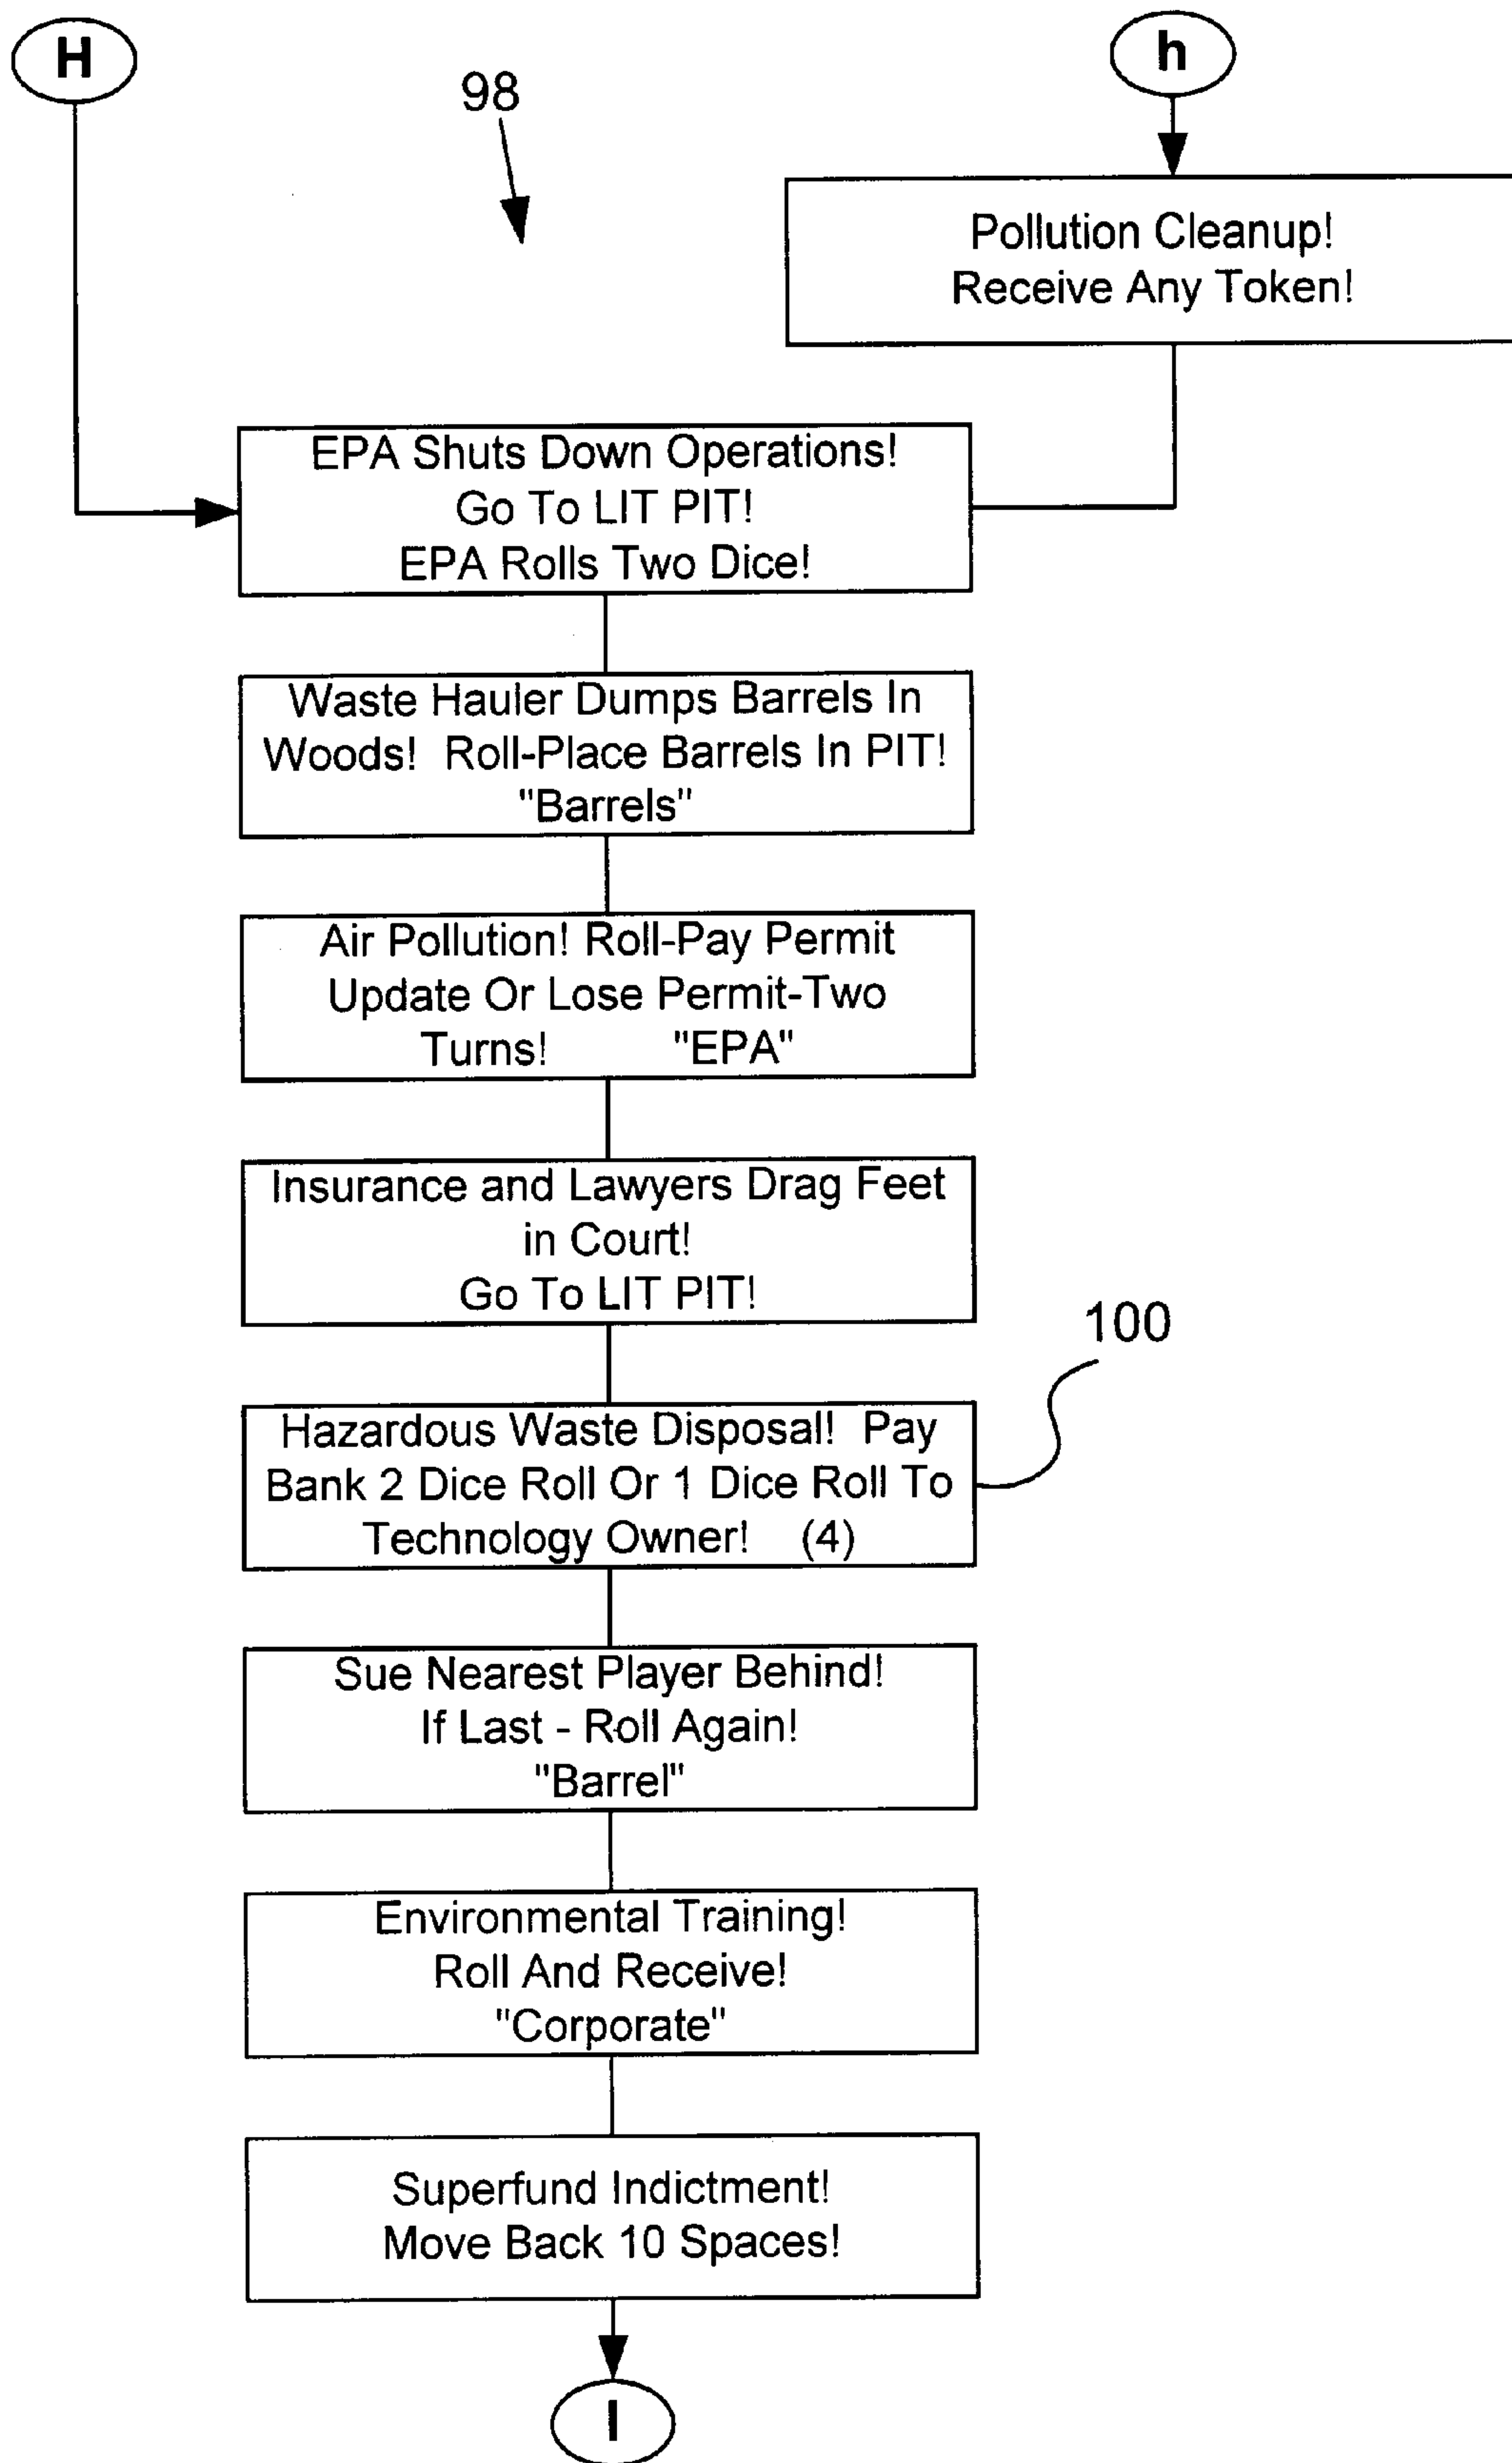 H
h
98
Pollution Cleanup!
Receive Any Token!
EPA Shuts Down Operations!
Go To LIT PIT!
EPA Rolls Two Dice!
Waste Hauler Dumps Barrels In
Woods! Roll-Place Barrels In PIT!
"Barrels"
Air Pollution! Roll-Pay Permit
Update Or Lose Permit-Two
Turns! "EPA"
Insurance and Lawyers Drag Feet
in Court!
Go To LIT PIT!
100
Hazardous Waste Disposal! Pay
Bank 2 Dice Roll Or 1 Dice Roll To
Technology Owner! (4)
Sue Nearest Player Behind!
If Last - Roll Again!
"Barrel"
Environmental Training!
Roll And Receive!
"Corporate"
Superfund Indictment!
Move Back 10 Spaces!
I